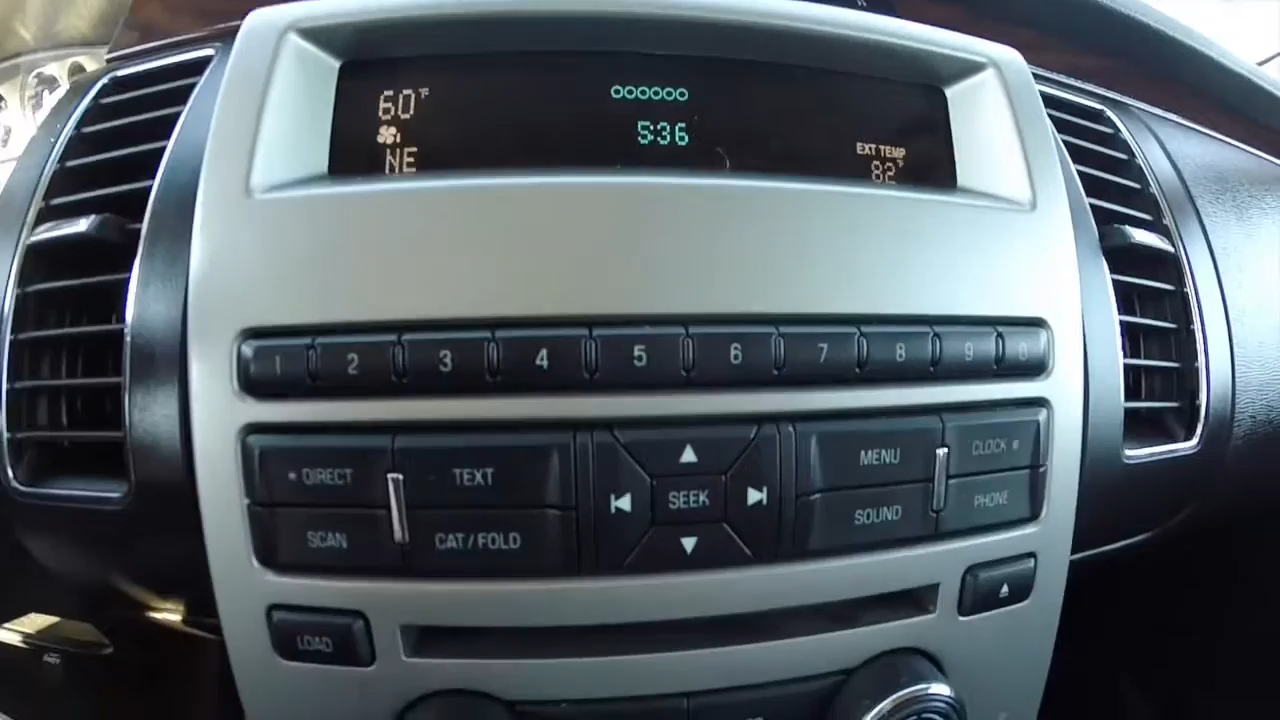 60°F
OOOOOO
5:36
NE
EXT TEMP
82°F
1 2 3 4 5 6 7 8 9 0
DIRECT TEXT MENU CLOCK
SEEK
SCAN CAT / FOLD SOUND PHONE
LOAD